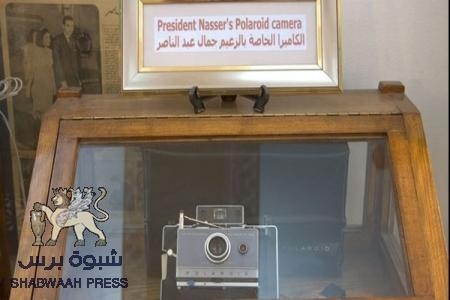 President Nasser's Polaroid camera
الكاميرا الخاصة بالزعيم جمال عبد الناصر
POLAROID
POLAROID
شبوة برس
SHABWAAH PRESS